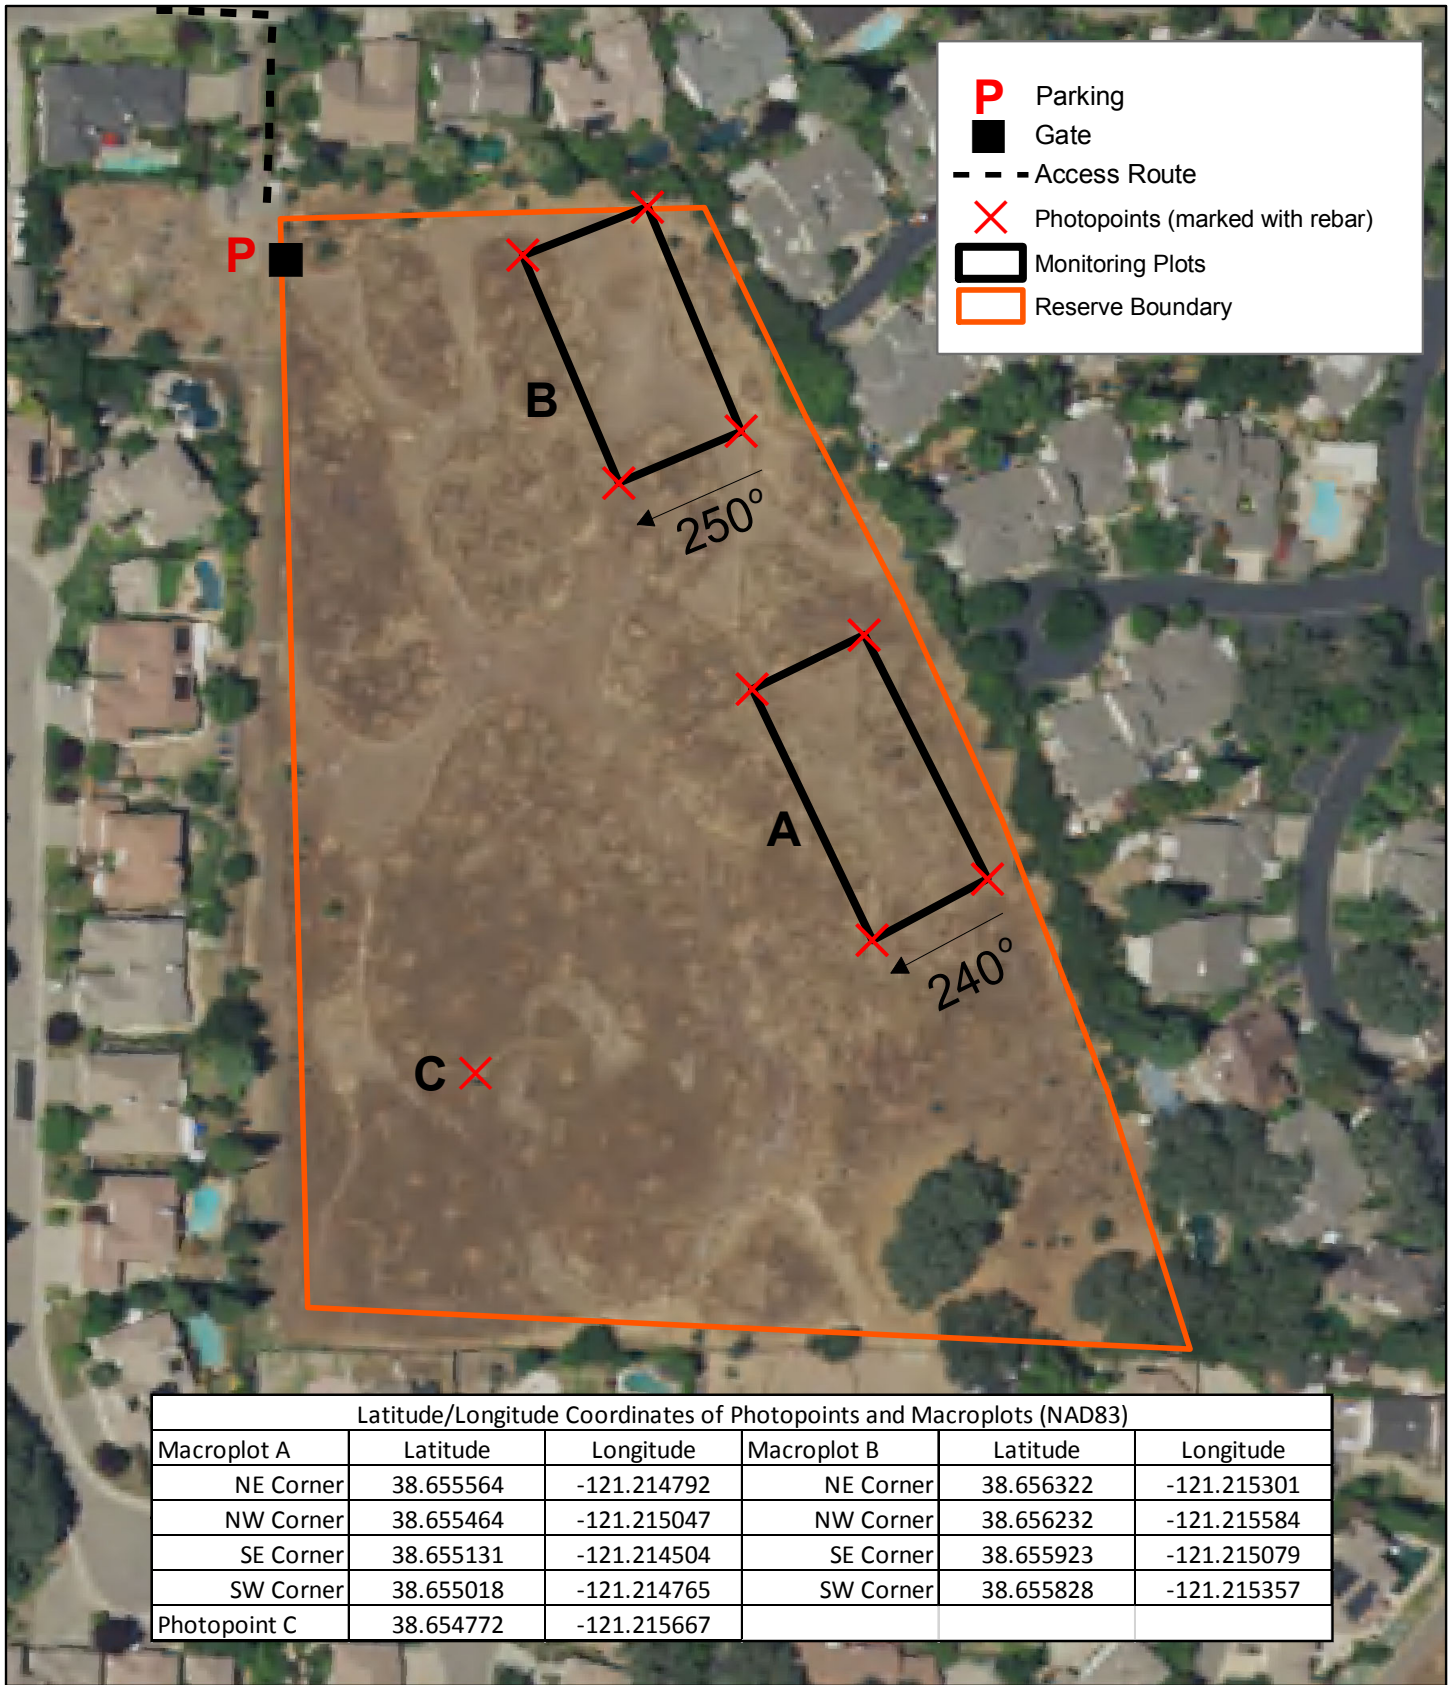 P Parking
Gate
Access Route
Photopoints (marked with rebar)
Monitoring Plots
Reserve Boundary
P
B
250°
A
240°
C
Latitude/Longitude Coordinates of Photopoints and Macroplots (NAD83)
Macroplot A Latitude Longitude Macroplot B Latitude Longitude
NE Corner 38.655564 -121.214792 NE Corner 38.656322 -121.215301
NW Corner 38.655464 -121.215047 NW Corner 38.656232 -121.215584
SE Corner 38.655131 -121.214504 SE Corner 38.655923 -121.215079
SW Corner 38.655018 -121.214765 SW Corner 38.655828 -121.215357
Photopoint C 38.654772 -121.215667